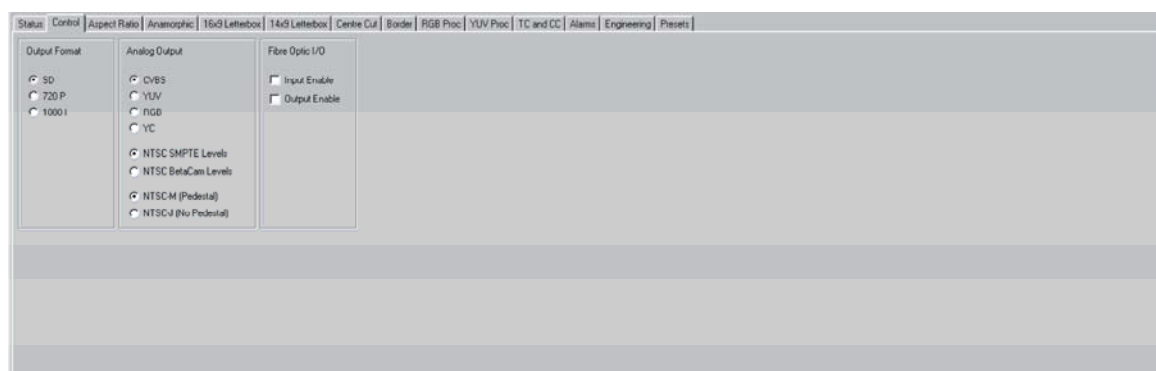 Status Control Aspect Ratio Anamorphic 16x9 Letterbox 14x9 Letterbox Centre Cut Border RGB Proc YUV Proc TC and CC Alarms Engineering Presets
Output Format
SD
720 P
1080 I
Analog Output
CVBS
YUV
RGB
YC
NTSC SMPTE Levels
NTSC BetaCam Levels
NTSC-M (Pedestal)
NTSC-J (No Pedestal)
Fibre Optic I/O
Input Enable
Output Enable